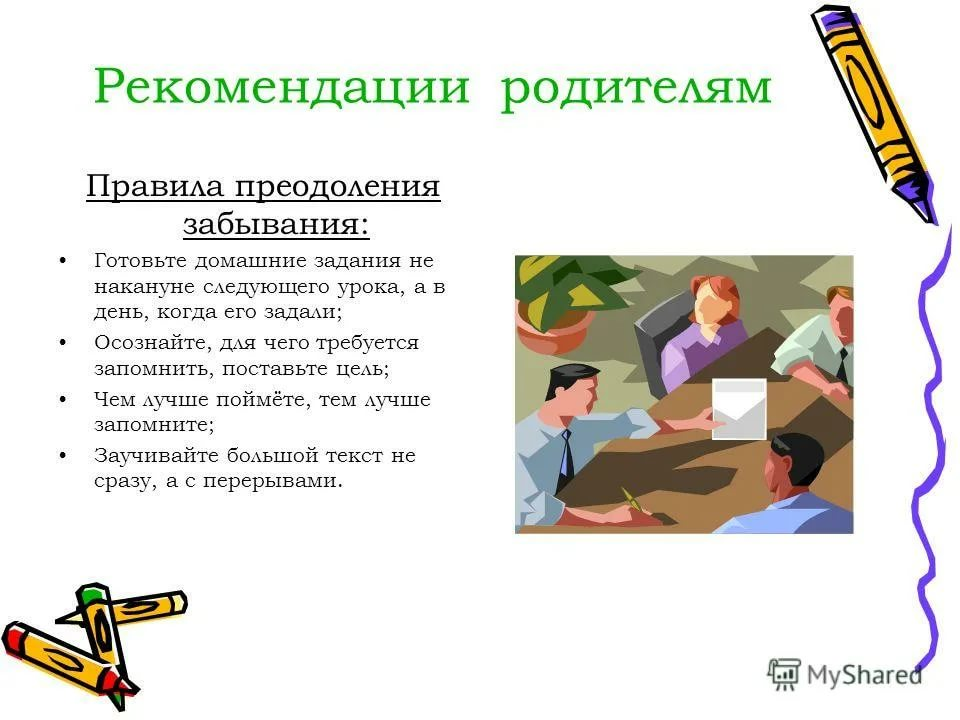 Рекомендации родителям
Правила преодоления
забывания:
• Готовьте домашние задания не
накануне следующего урока, а в
день, когда его задали;
• Осознайте, для чего требуется
запомнить, поставьте цель;
• Чем лучше поймёте, тем лучше
запомните;
• Заучивайте большой текст не
сразу, а с перерывами.
MyShared